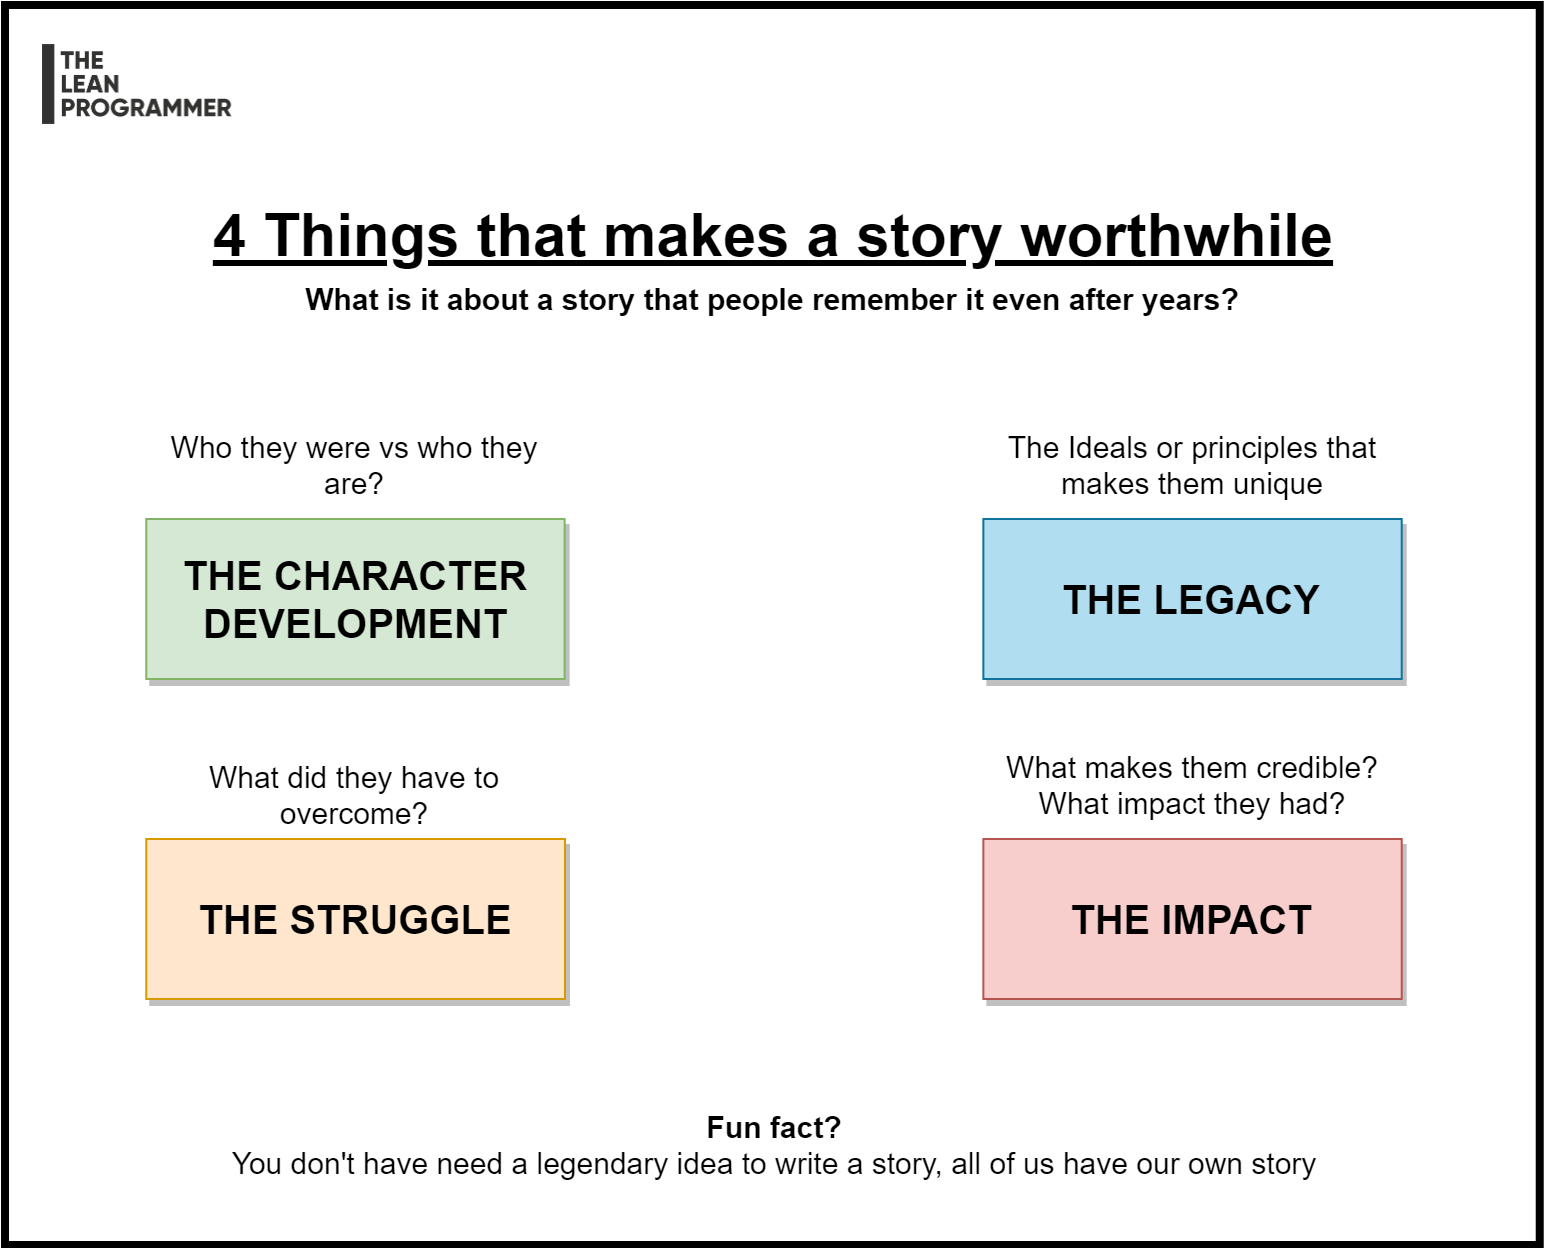 THE
LEAN
PROGRAMMER
4 Things that makes a story worthwhile
What is it about a story that people remember it even after years?
Who they were vs who they
are?
THE CHARACTER
DEVELOPMENT
The Ideals or principles that
makes them unique
THE LEGACY
What did they have to
overcome?
THE STRUGGLE
What makes them credible?
What impact they had?
THE IMPACT
Fun fact?
You don't have need a legendary idea to write a story, all of us have our own story